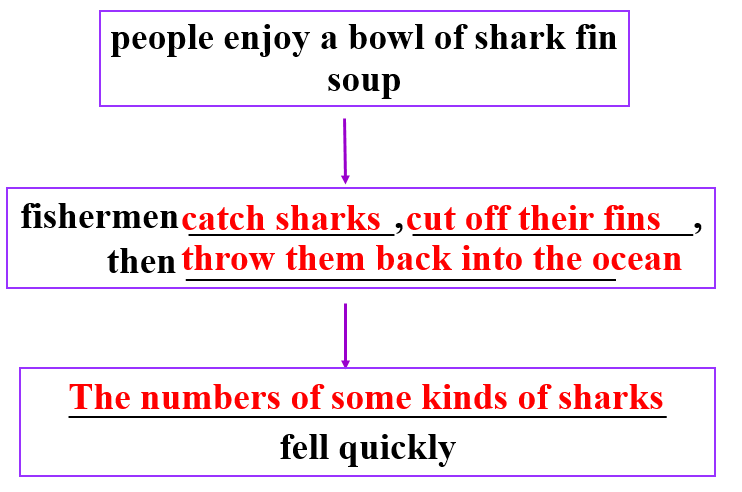 people enjoy a bowl of shark fin
soup
fishermen catch sharks , cut off their fins ,
then throw them back into the ocean
The numbers of some kinds of sharks
fell quickly